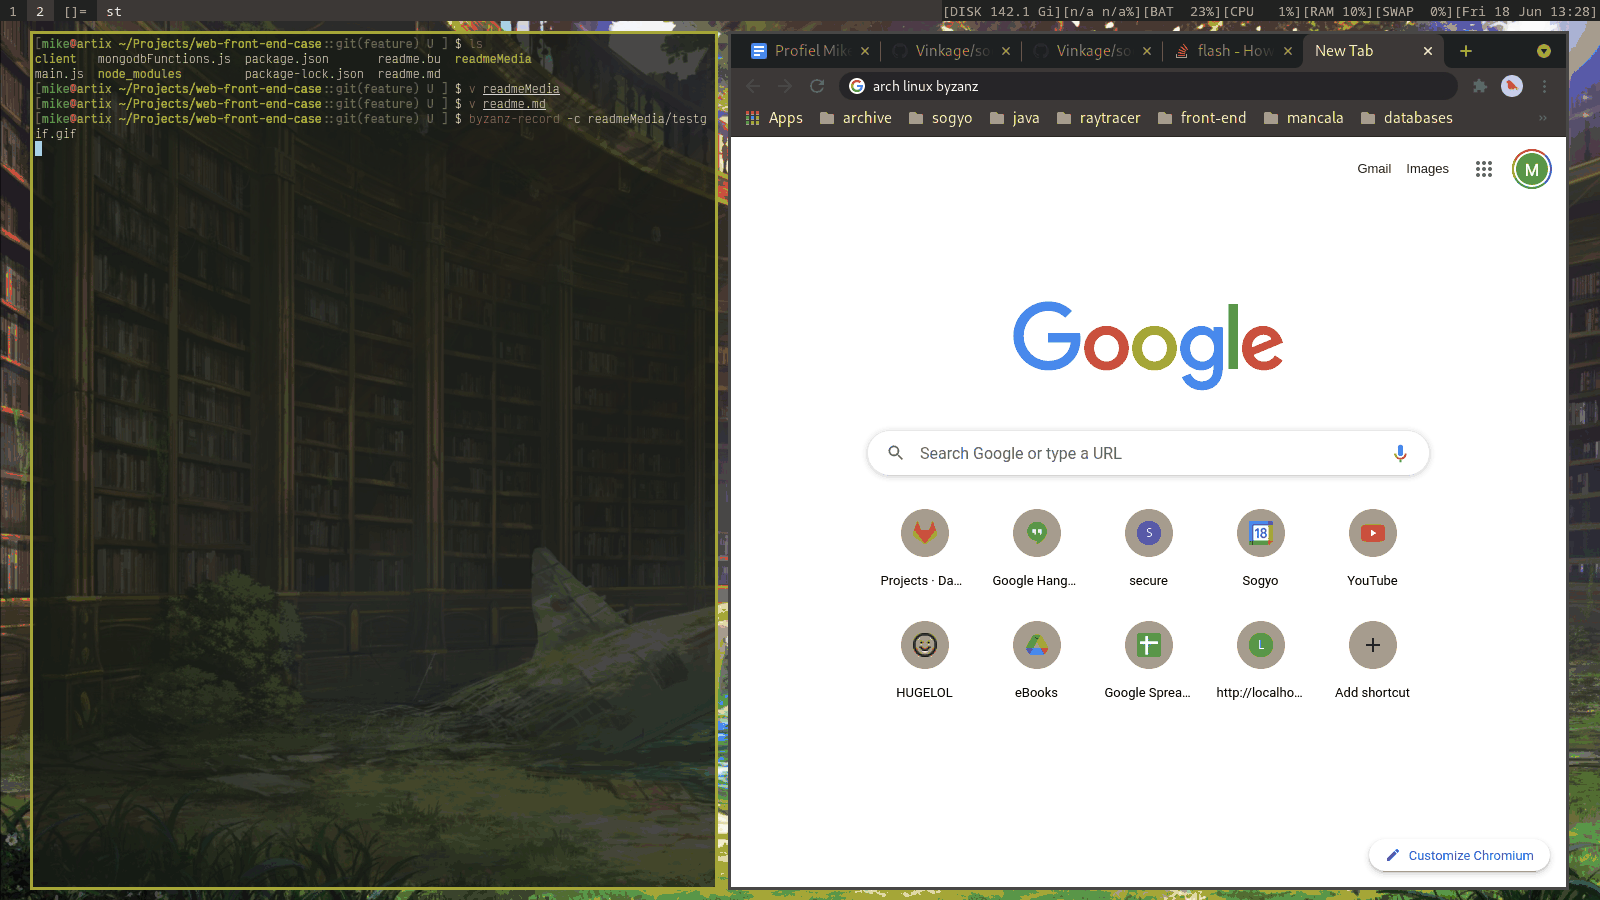 1 2 []= st [DISK 142.1 Gi][n/a n/a%][BAT 23%][CPU 1%][RAM 10%][SWAP 0%][Fri 18 Jun 13:28]
[mike@artix ~/Projects/web-front-end-case::git(feature) U ] $ ls
client mongodbFunctions.js package.json readme.bu readmeMedia
main.js node_modules package-lock.json readme.md
[mike@artix ~/Projects/web-front-end-case::git(feature) U ] $ v readmeMedia
[mike@artix ~/Projects/web-front-end-case::git(feature) U ] $ v readme.md
[mike@artix ~/Projects/web-front-end-case::git(feature) U ] $ byzanz-record -c readmeMedia/testg
if.gif
Profiel Mik Vinkage/so Vinkage/so flash - How New Tab
arch linux byzanz
Apps archive sogyo java raytracer front-end mancala databases »
Gmail Images M
Google
Search Google or type a URL
S 18
Projects · Da... Google Hang... secure Sogyo YouTube
L
HUGELOL eBooks Google Sprea... http://localho... Add shortcut
Customize Chromium